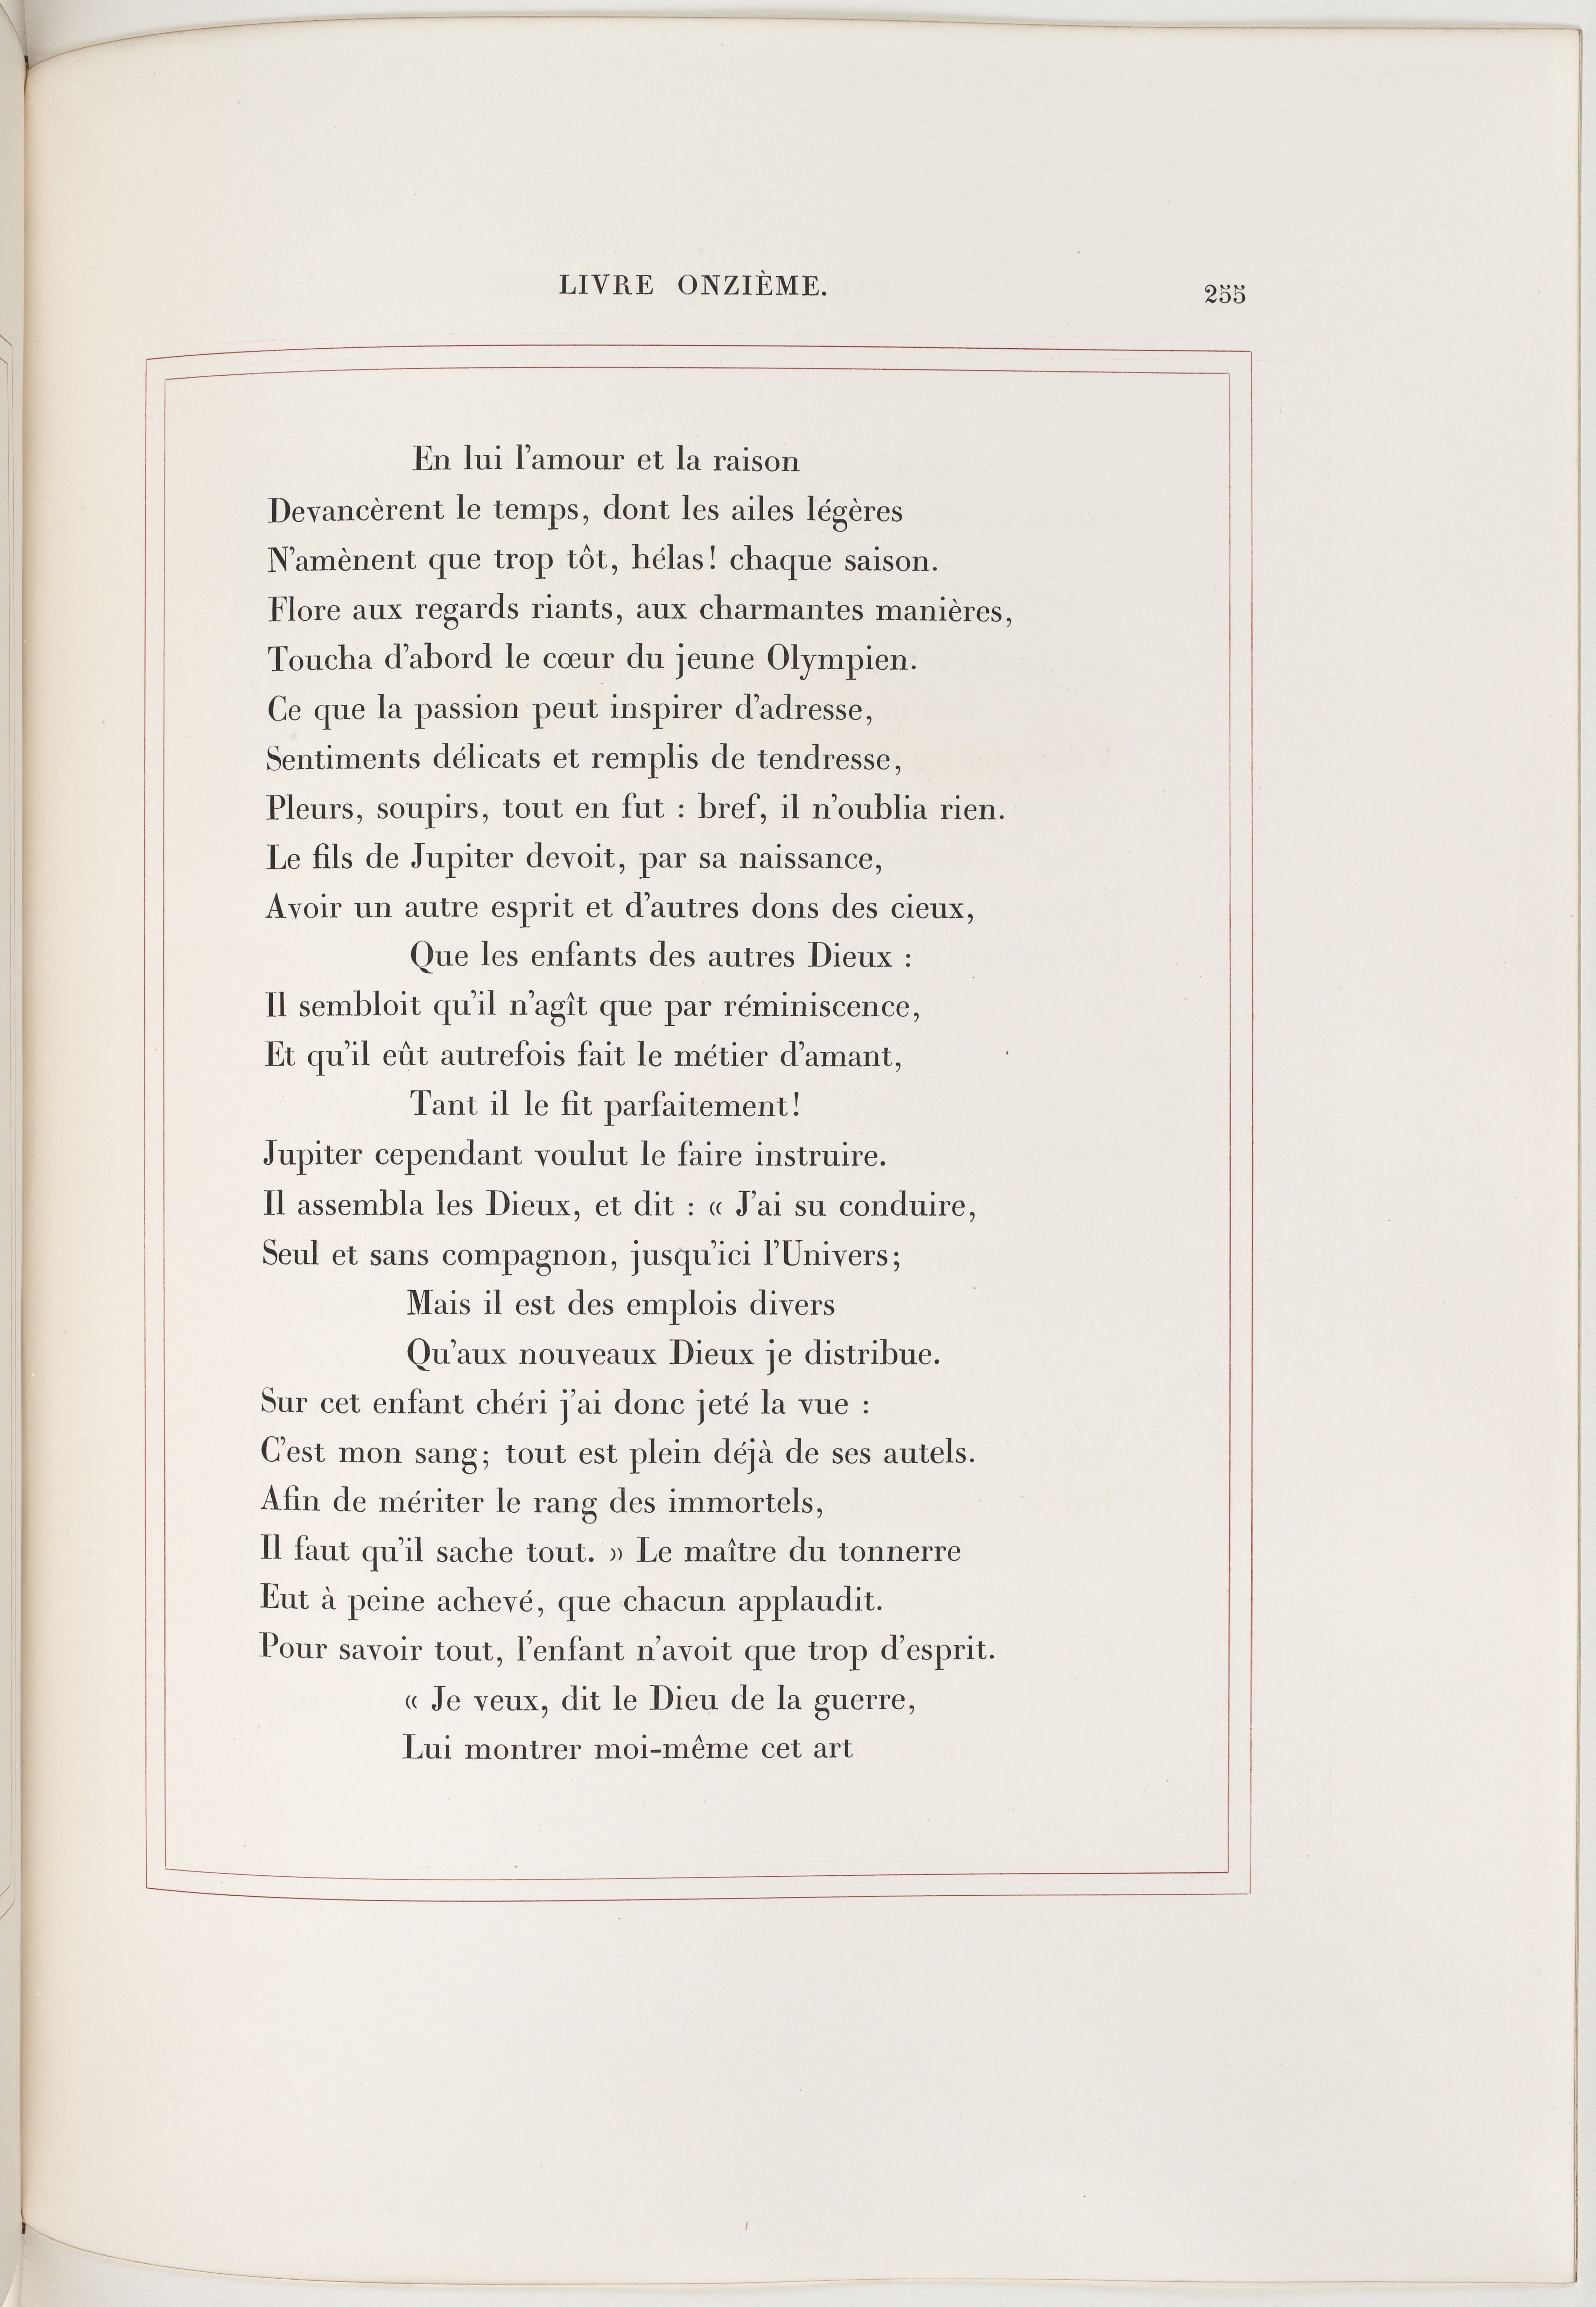 LIVRE ONZIÈME.
255
En lui l'amour et la raison
Devancèrent le temps, dont les ailes légères
N'amènent que trop tôt, hélas! chaque saison.
Flore aux regards riants, aux charmantes manières,
Toucha d'abord le cœur du jeune Olympien.
Ce que la passion peut inspirer d'adresse,
Sentiments délicats et remplis de tendresse,
Pleurs, soupirs, tout en fut : bref, il n'oublia rien.
Le fils de Jupiter devoit, par sa naissance,
Avoir un autre esprit et d'autres dons des cieux,
Que les enfants des autres Dieux :
Il sembloit qu'il n'agît que par réminiscence,
Et qu'il eût autrefois fait le métier d'amant,
Tant il le fit parfaitement!
Jupiter cependant voulut le faire instruire.
Il assembla les Dieux, et dit : « J'ai su conduire,
Seul et sans compagnon, jusqu'ici l'Univers;
Mais il est des emplois divers
Qu'aux nouveaux Dieux je distribue.
Sur cet enfant chéri j'ai donc jeté la vue :
C'est mon sang; tout est plein déjà de ses autels.
Afin de mériter le rang des immortels,
Il faut qu'il sache tout. » Le maître du tonnerre
Eut à peine achevé, que chacun applaudit.
Pour savoir tout, l'enfant n'avoit que trop d'esprit.
« Je veux, dit le Dieu de la guerre,
Lui montrer moi-même cet art